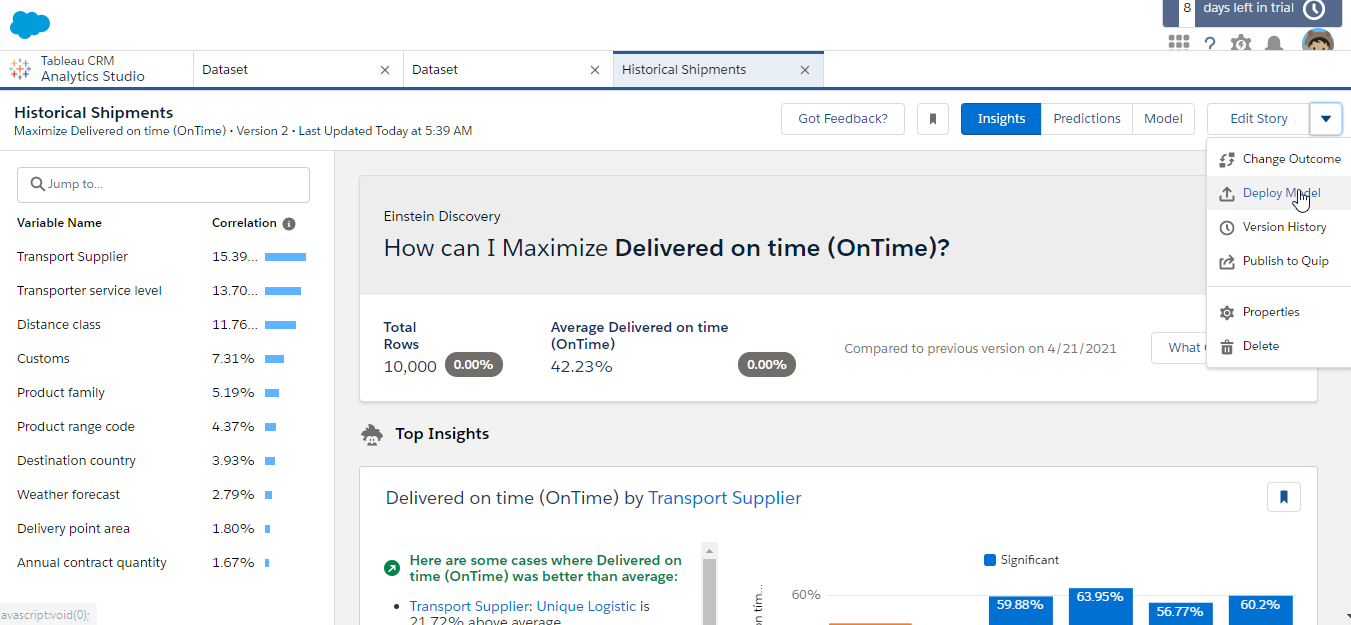 8 days left in trial
Tableau CRM
Analytics Studio
Dataset
Dataset
Historical Shipments
Historical Shipments
Maximize Delivered on time (OnTime) • Version 2 • Last Updated Today at 5:39 AM
Got Feedback?
Insights
Predictions
Model
Edit Story
Change Outcome
Deploy Model
Version History
Publish to Quip
Properties
Delete
Jump to...
Variable Name Correlation
Transport Supplier 15.39...
Transporter service level 13.70...
Distance class 11.76...
Customs 7.31%
Product family 5.19%
Product range code 4.37%
Destination country 3.93%
Weather forecast 2.79%
Delivery point area 1.80%
Annual contract quantity 1.67%
avascript:void(0);
Einstein Discovery
How can I Maximize Delivered on time (OnTime)?
Total
Rows
10,000 0.00%
Average Delivered on time
(OnTime)
42.23% 0.00%
Compared to previous version on 4/21/2021
What
Top Insights
Delivered on time (OnTime) by Transport Supplier
Here are some cases where Delivered on
time (OnTime) was better than average:
• Transport Supplier: Unique Logistic is
21.72% above average
Significant
on tim...
60%
59.88%
63.95%
56.77%
60.2%